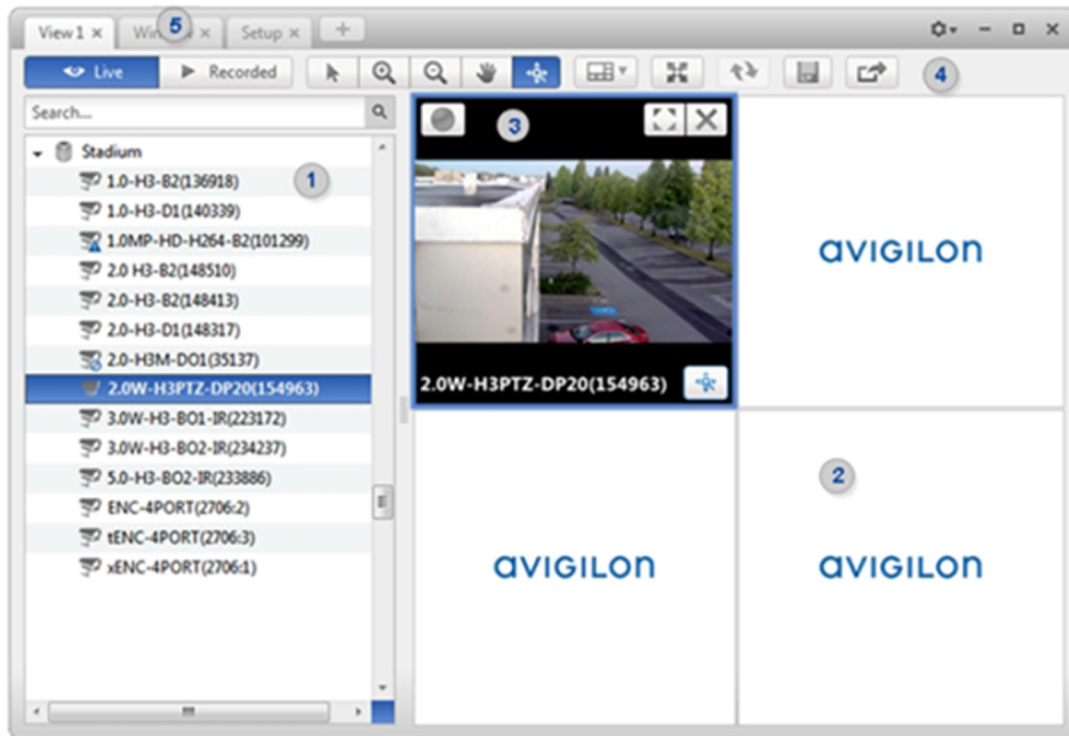 View 1
5
Setup
Live
Recorded
4
Search...
3
Stadium
1
1.0-H3-B2(136918)
1.0-H3-D1(140339)
1.0MP-HD-H264-B2(101299)
2.0 H3-B2(148510)
2.0-H3-B2(148413)
2.0-H3-D1(148317)
2.0-H3M-DO1(35137)
2.0W-H3PTZ-DP20(154963)
3.0W-H3-BO1-IR(223172)
3.0W-H3-BO2-IR(234237)
5.0-H3-BO2-IR(233886)
ENC-4PORT(2706:2)
tENC-4PORT(2706:3)
xENC-4PORT(2706:1)
2.0W-H3PTZ-DP20(154963)
avigilon
2
avigilon
avigilon